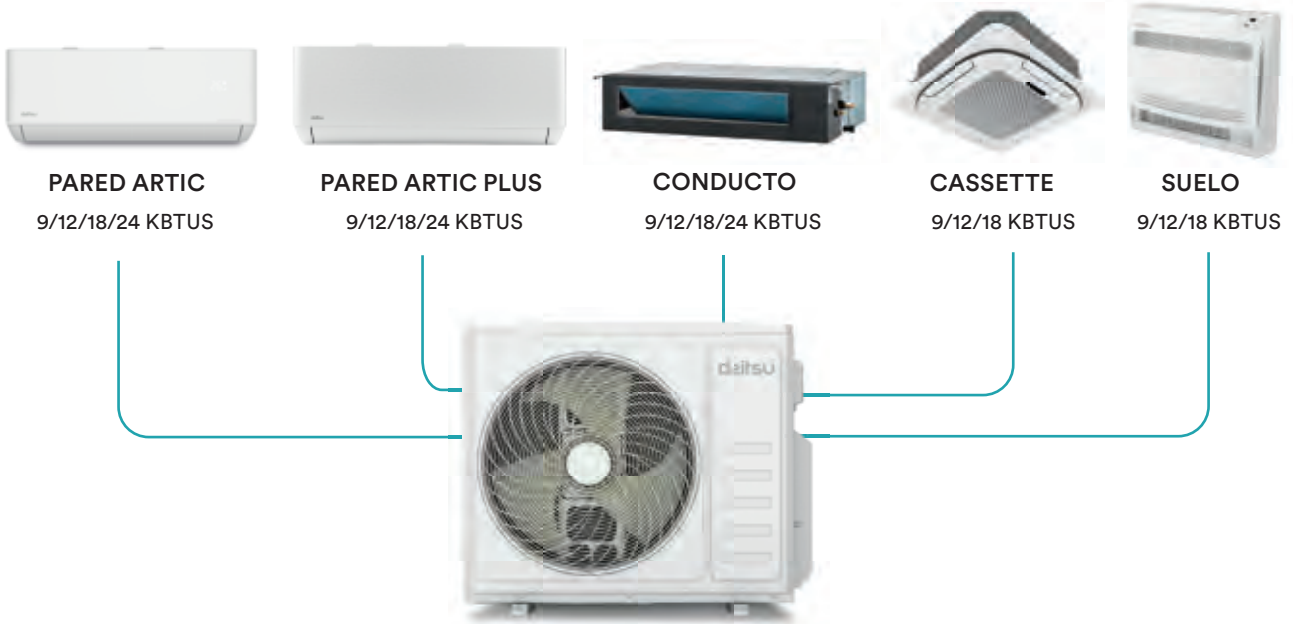 PARED ARTIC
9/12/18/24 KBTUS
PARED ARTIC PLUS
9/12/18/24 KBTUS
CONDUCTO
9/12/18/24 KBTUS
CASSETTE
9/12/18 KBTUS
SUELO
9/12/18 KBTUS
daitsu